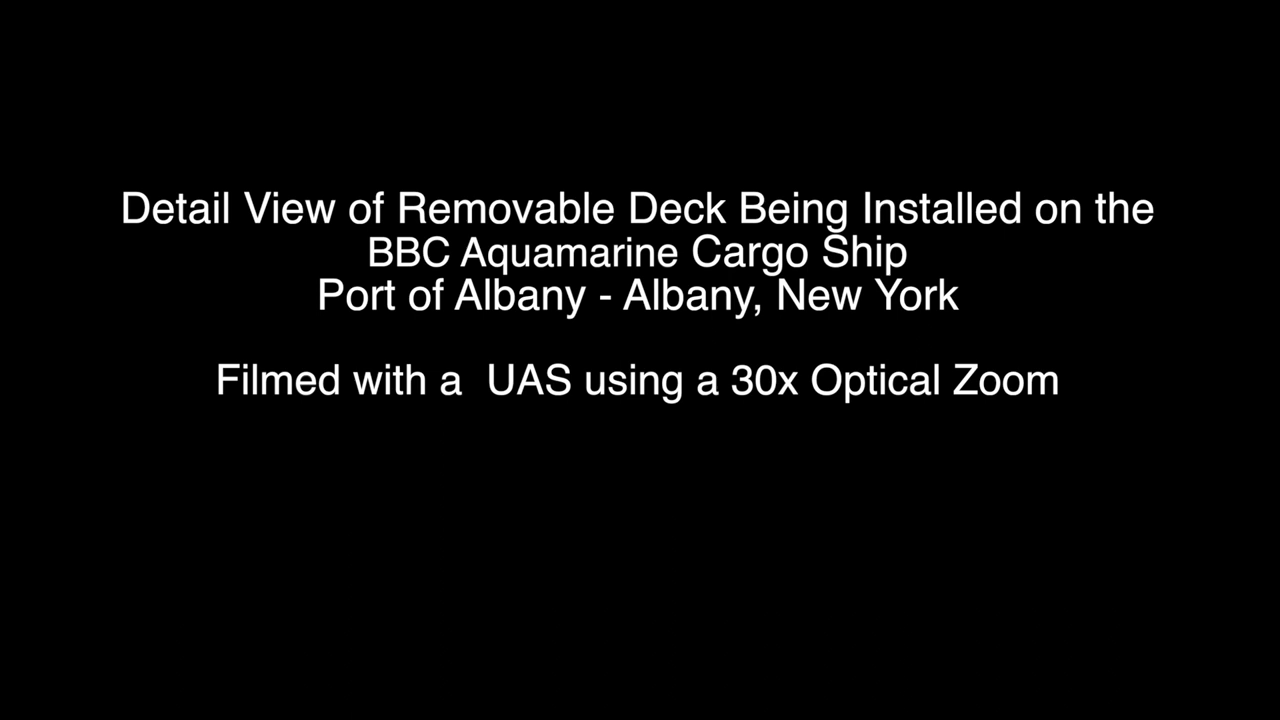 Detail View of Removable Deck Being Installed on the
BBC Aquamarine Cargo Ship
Port of Albany - Albany, New York
Filmed with a  UAS using a 30x Optical Zoom